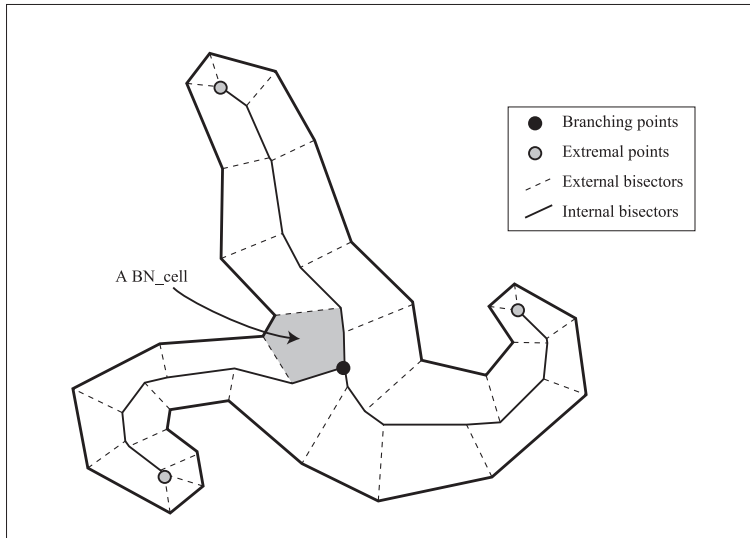 Branching points
Extremal points
External bisectors
Internal bisectors
A BN_cell